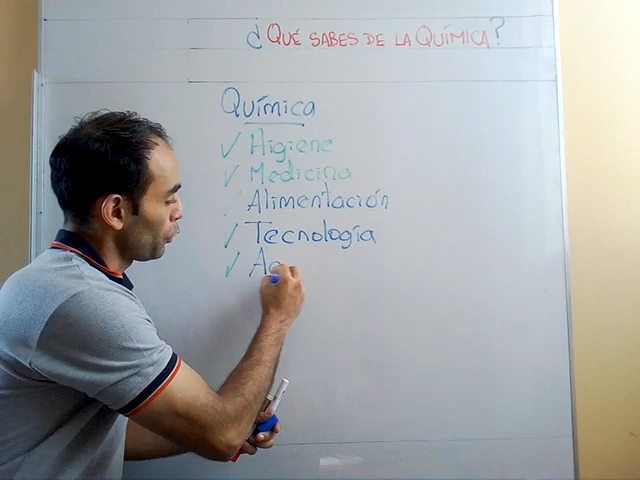 ¿QUÉ SABES DE LA QUÍMICA?
Química
✓ Higiene
✓ Medicina
✓ Alimentación
✓ Tecnología
✓ A